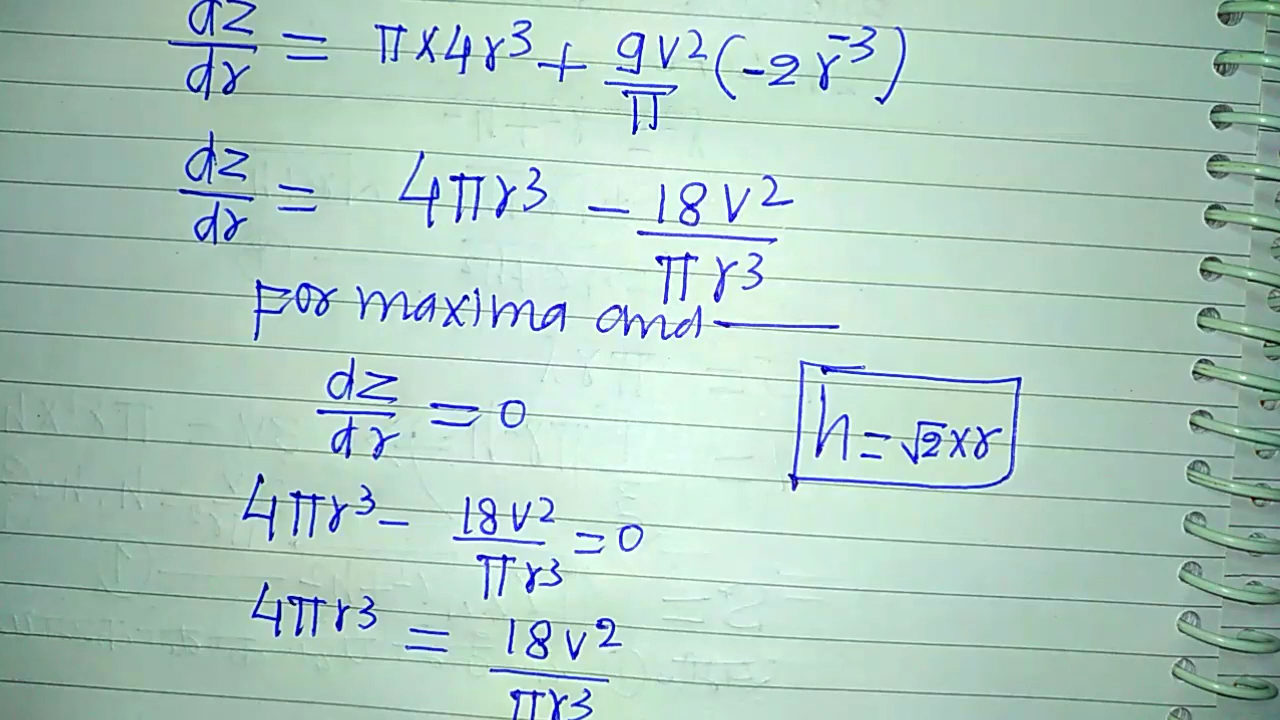 dz/dr = π×4r³ + 9v²/π (-2r⁻³)
dz/dr = 4πr³ - 18v²/πr³
For maxima and —
dz/dr = 0
h = √2×r
4πr³ - 18v²/πr³ = 0
4πr³ = 18v²/πr³